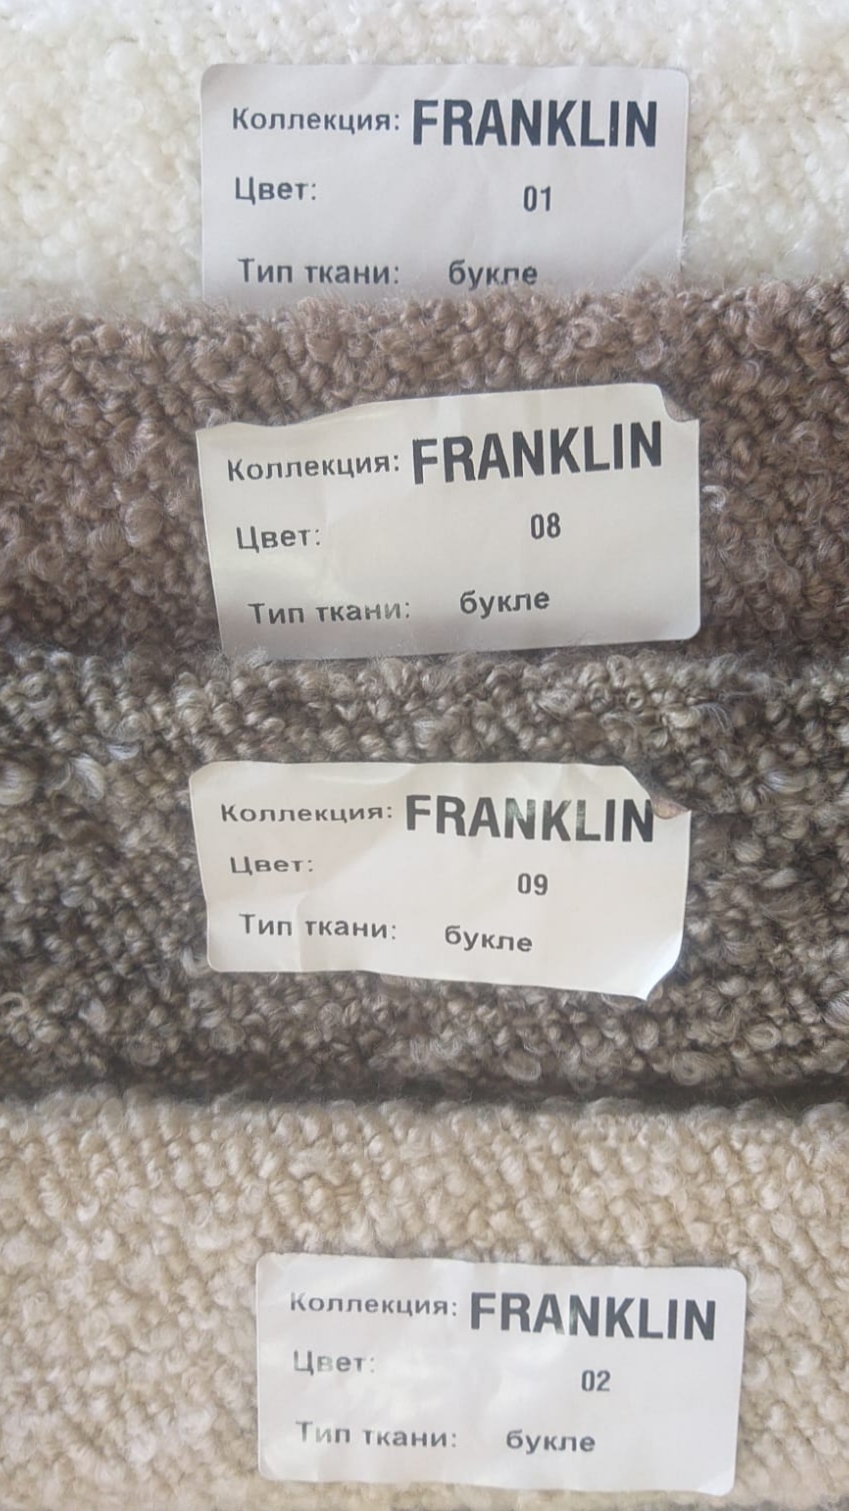 Коллекция: FRANKLIN
Цвет: 01
Тип ткани: букле
Коллекция: FRANKLIN
Цвет: 08
Тип ткани: букле
Коллекция: FRANKLIN
Цвет: 09
Тип ткани: букле
Коллекция: FRANKLIN
Цвет: 02
Тип ткани: букле